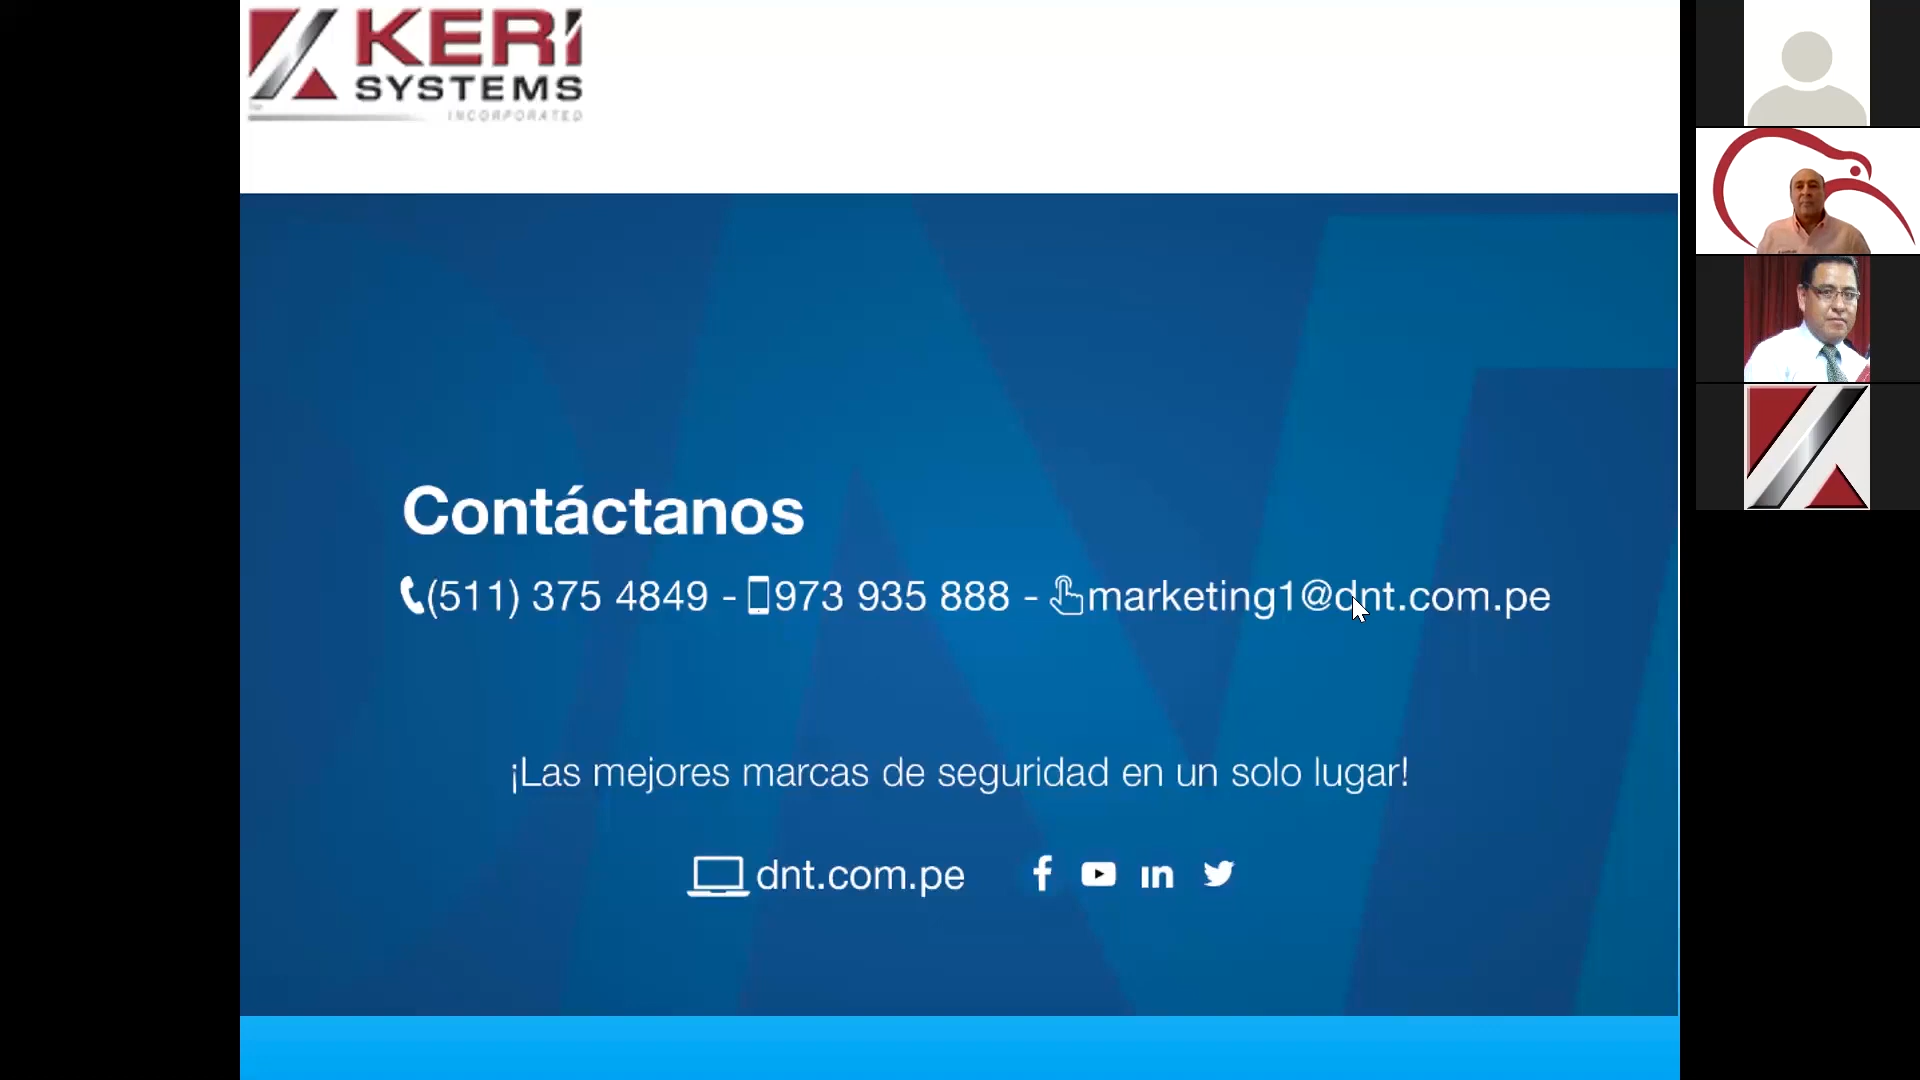 KERI
SYSTEMS
INCORPORATED
Contáctanos
(511) 375 4849 - 973 935 888 - marketing1@dnt.com.pe
¡Las mejores marcas de seguridad en un solo lugar!
dnt.com.pe